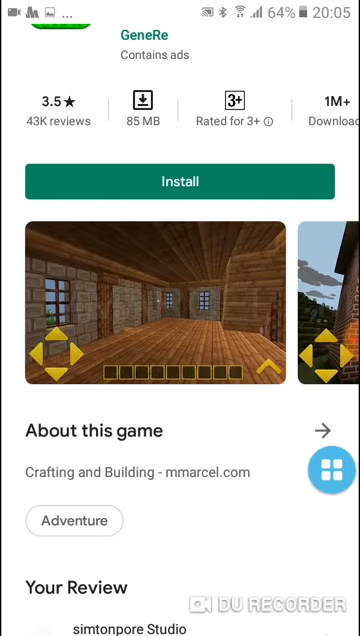 ... 64% 20:05
GeneRe
Contains ads
3.5★
43K reviews
85 MB
3+
Rated for 3+
1M+
Download
Install
About this game
Crafting and Building - mmarcel.com
Adventure
Your Review
DU RECORDER
simtonpore Studio